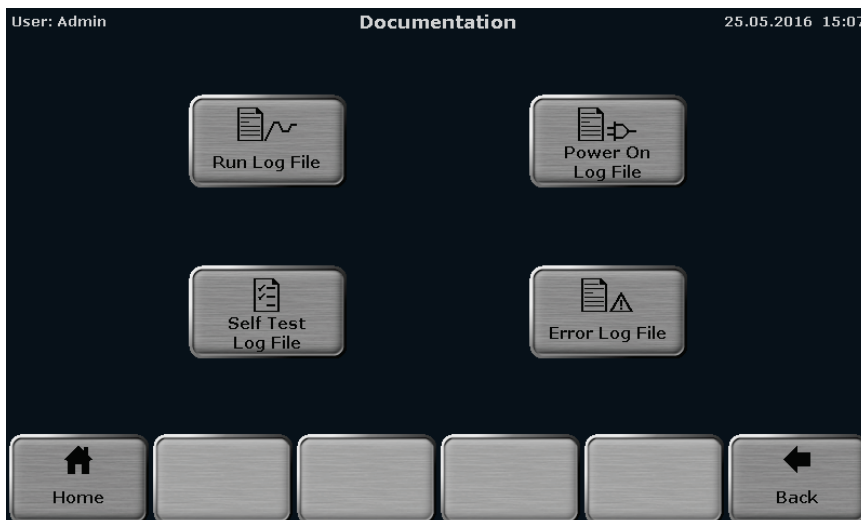 User: Admin
Documentation
25.05.2016 15:07
Run Log File
Power On
Log File
Self Test
Log File
Error Log File
Home
Back